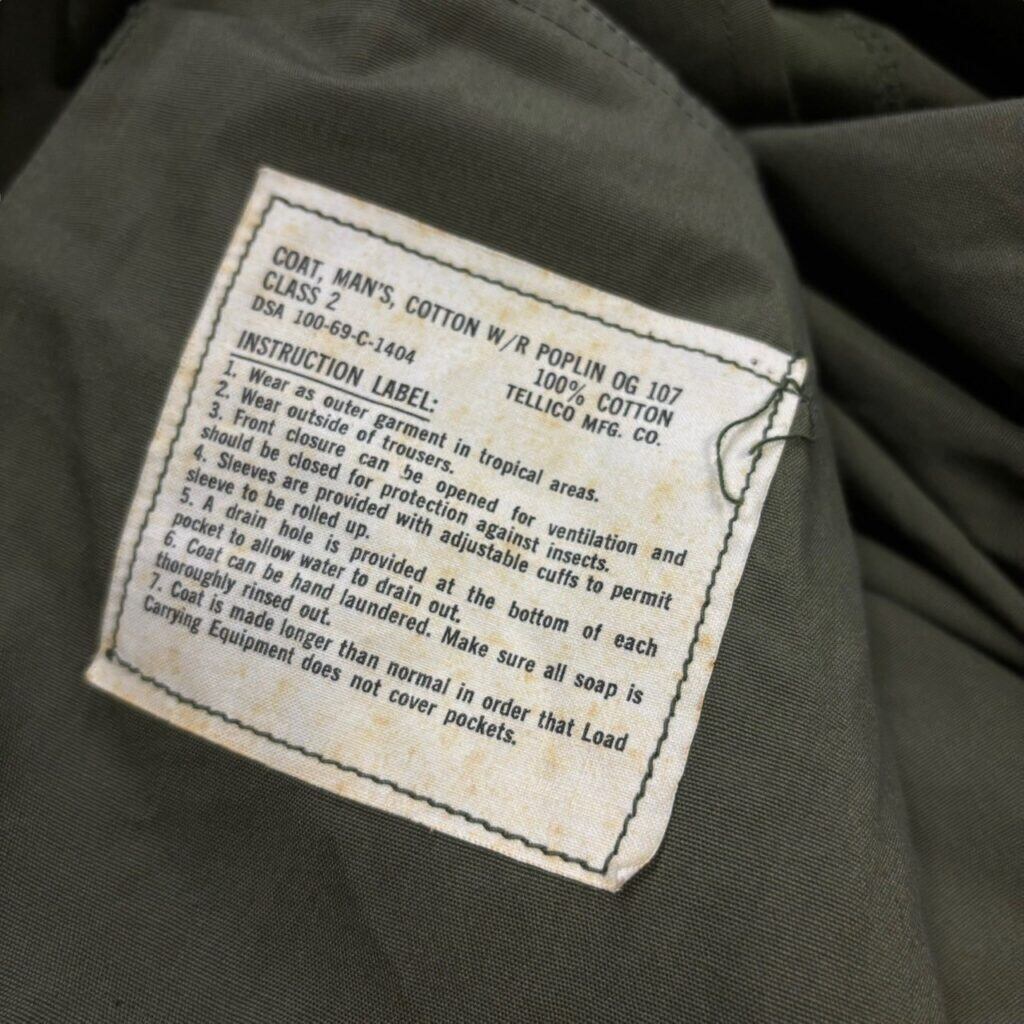 COAT, MAN'S, COTTON W/R POPLIN OG 107
CLASS 2
100% COTTON
DSA 100-69-C-1404
TELLICO MFG. CO.
INSTRUCTION LABEL:
1. Wear as outer garment in tropical areas.
2. Wear outside of trousers.
3. Front closure can be opened for ventilation and
should be closed for protection against insects.
4. Sleeves are provided with adjustable cuffs to permit
sleeve to be rolled up.
5. A drain hole is provided at the bottom of each
pocket to allow water to drain out.
6. Coat can be hand laundered. Make sure all soap is
thoroughly rinsed out.
7. Coat is made longer than normal in order that Load
Carrying Equipment does not cover pockets.